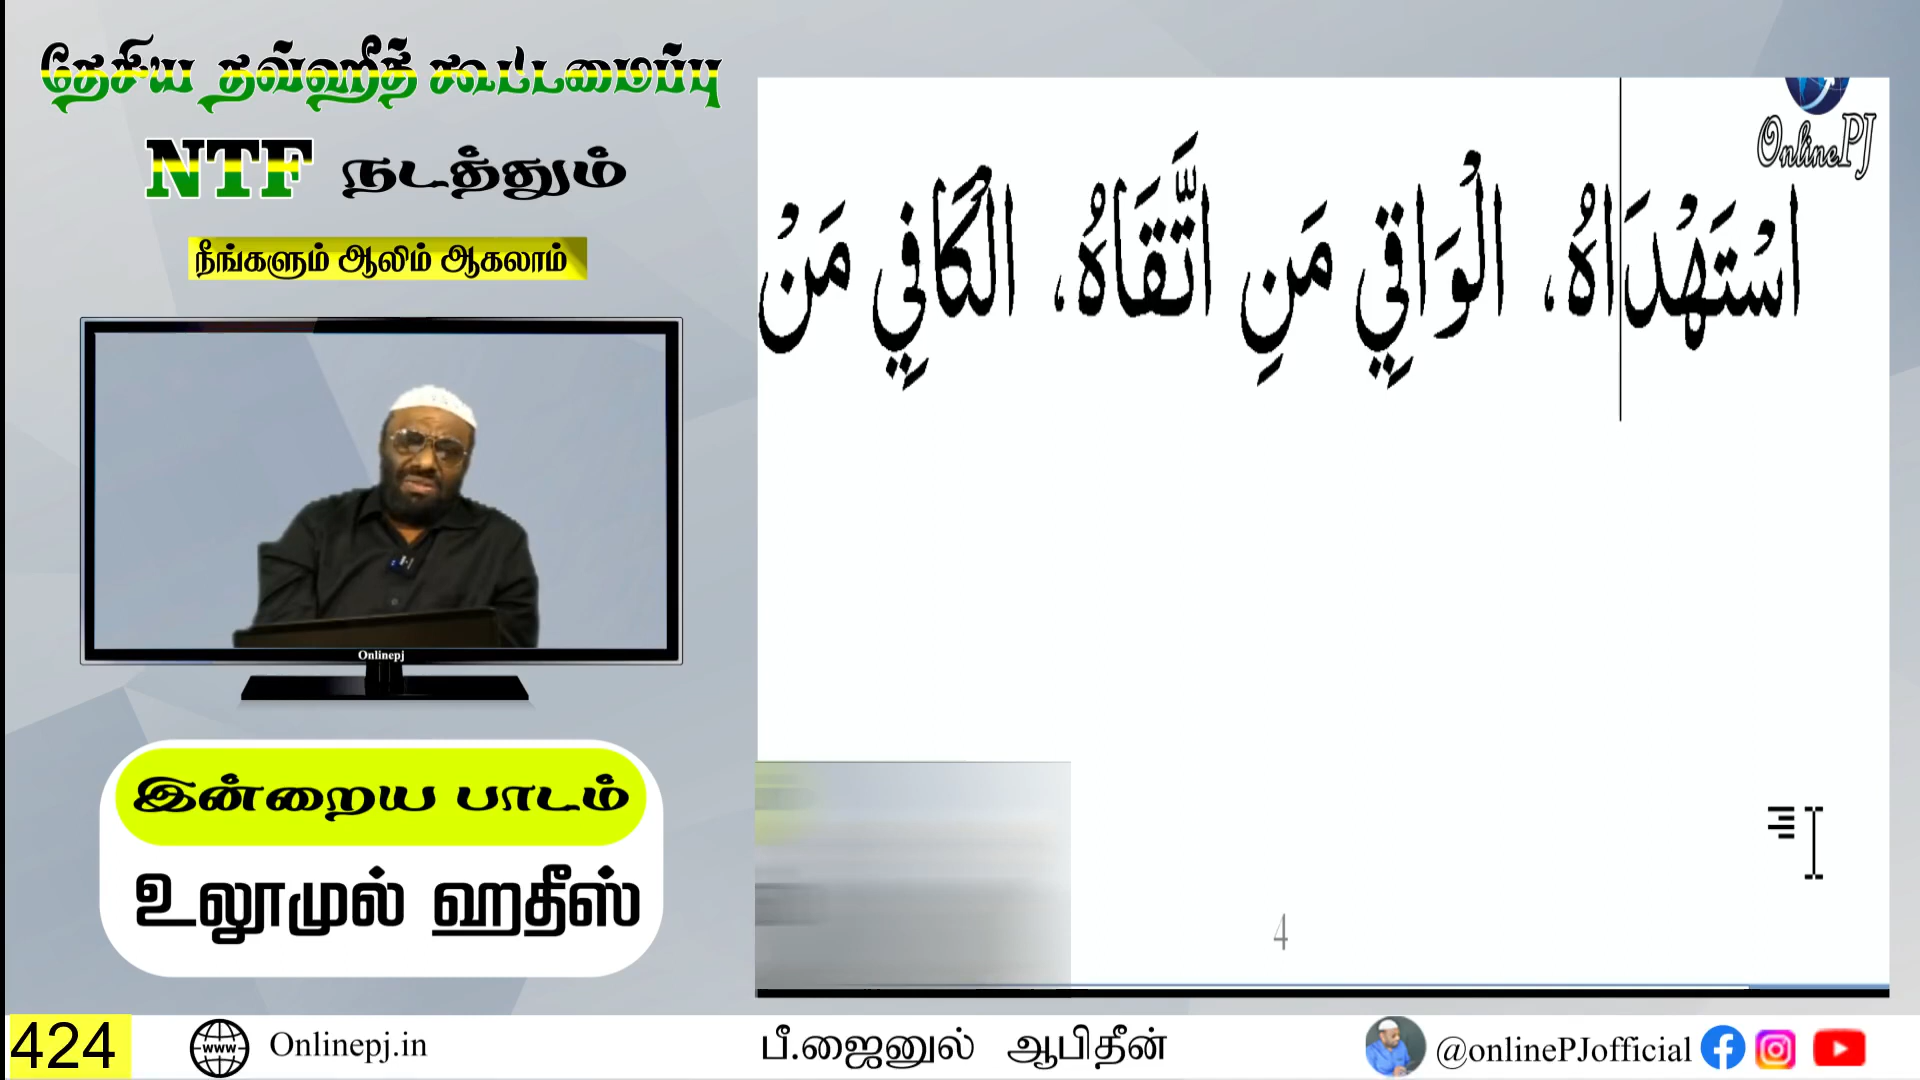 தேசிய தவ்ஹீத் கூட்டமைப்பு
NTF நடத்தும்
நீங்களும் ஆலிம் ஆகலாம்
Onlinepj
இன்றைய பாடம்
உலூமுல் ஹதீஸ்
OnlinePJ
اسْتَهْدَاهُ، الْوَاقِي مَنِ اتَّقَاهُ، الْكَافِي مَنْ
4
424
www
Onlinepj.in
பீ.ஜைனுல் ஆபிதீன்
@onlinePJofficial